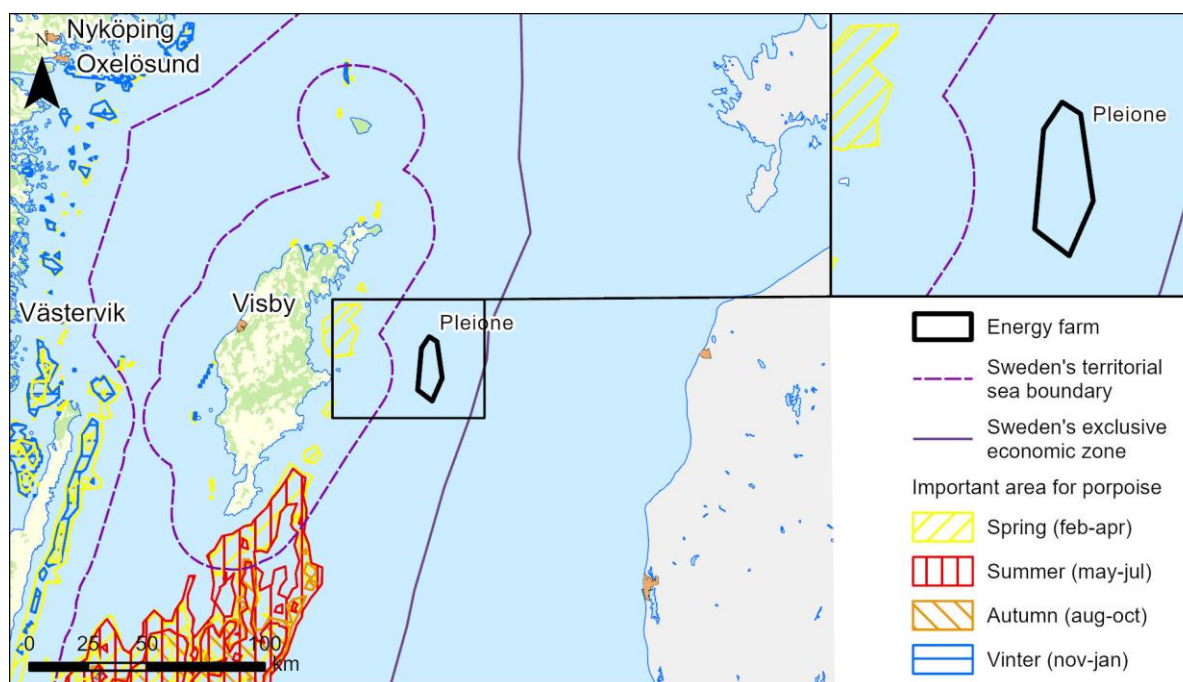 Nyköping
N
Oxelösund
Västervik
Visby
Pleione
0 25 50 100
km
Pleione
Energy farm
Sweden's territorial
sea boundary
Sweden's exclusive
economic zone
Important area for porpoise
Spring (feb-apr)
Summer (may-jul)
Autumn (aug-oct)
Vinter (nov-jan)